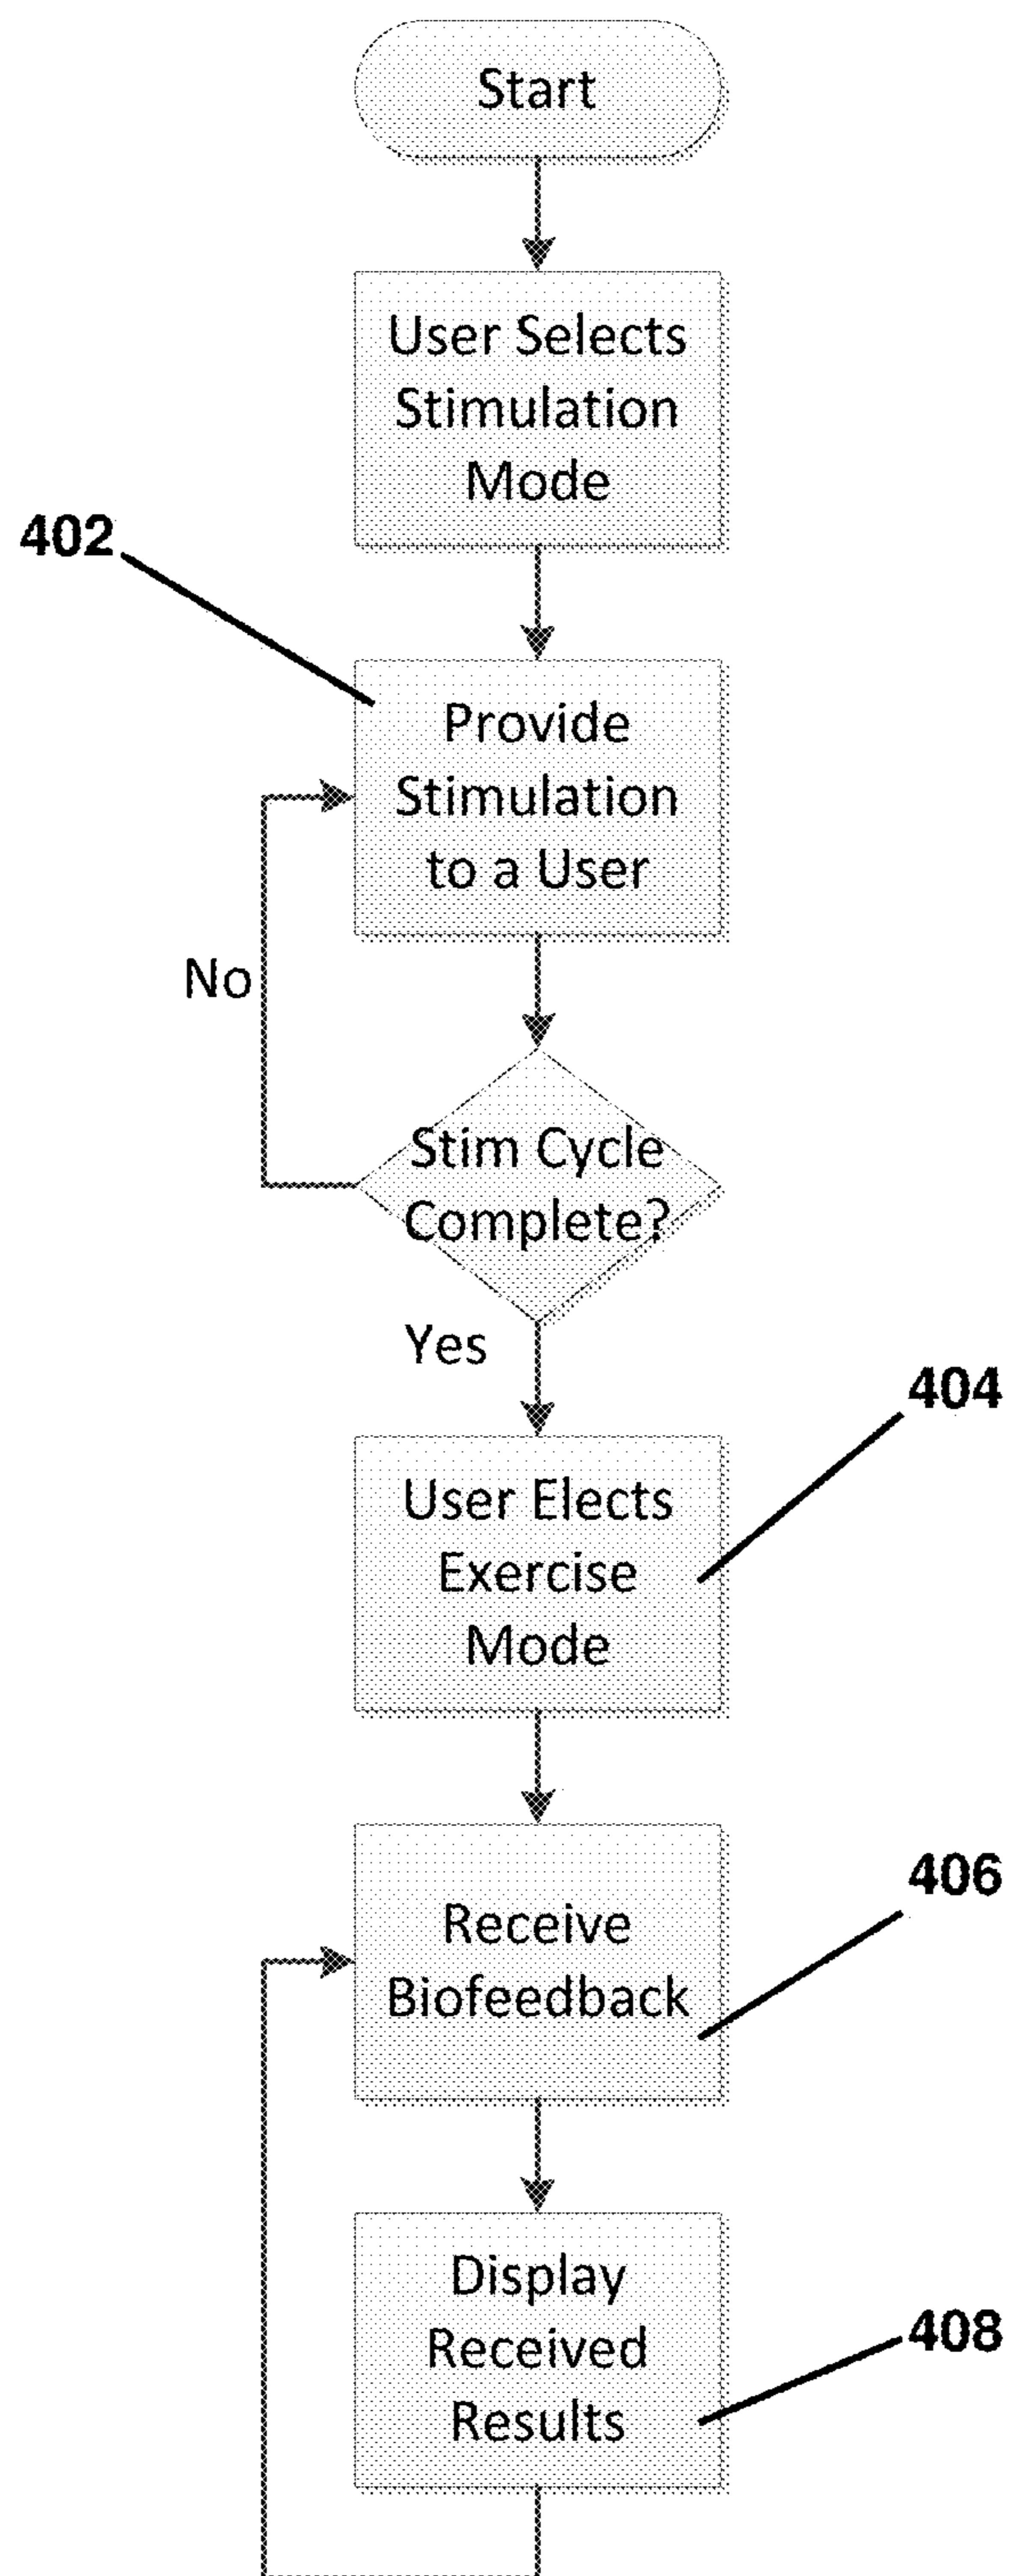 Start
User Selects
Stimulation
Mode
402
Provide
Stimulation
to a User
No
Stim Cycle
Complete?
Yes
404
User Elects
Exercise
Mode
406
Receive
Biofeedback
Display
Received
408
Results